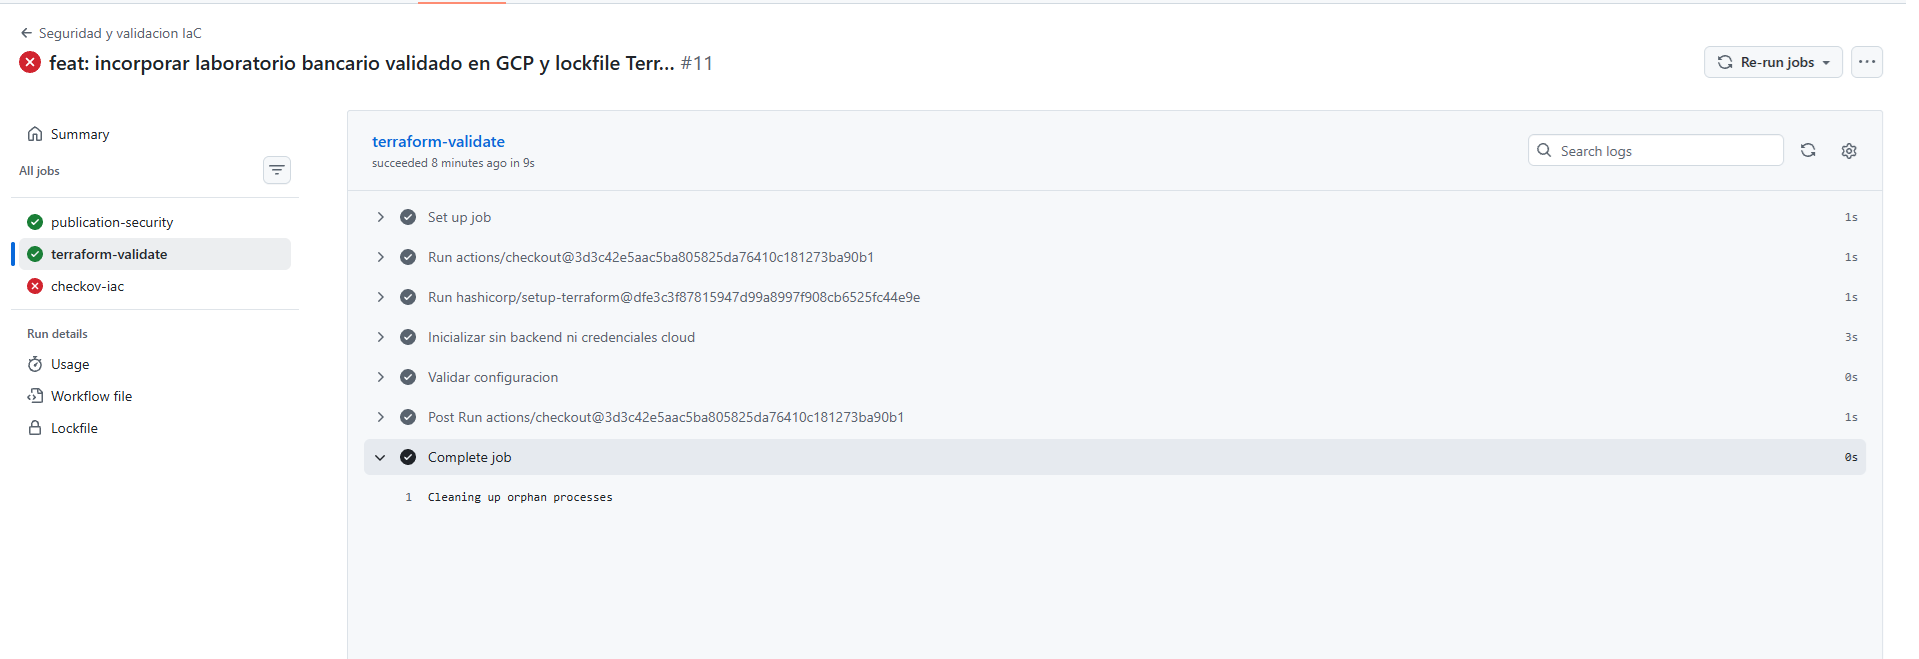 Seguridad y validacion IaC
feat: incorporar laboratorio bancario validado en GCP y lockfile Terr... #11
Re-run jobs
Summary
All jobs
publication-security
terraform-validate
checkov-iac
Run details
Usage
Workflow file
Lockfile
terraform-validate
succeeded 8 minutes ago in 9s
Search logs
Set up job 1s
Run actions/checkout@3d3c42e5aac5ba805825da76410c181273ba90b1 1s
Run hashicorp/setup-terraform@dfe3c3f87815947d99a8997f908cb6525fc44e9e 1s
Inicializar sin backend ni credenciales cloud 3s
Validar configuracion 0s
Post Run actions/checkout@3d3c42e5aac5ba805825da76410c181273ba90b1 1s
Complete job 0s
1 Cleaning up orphan processes